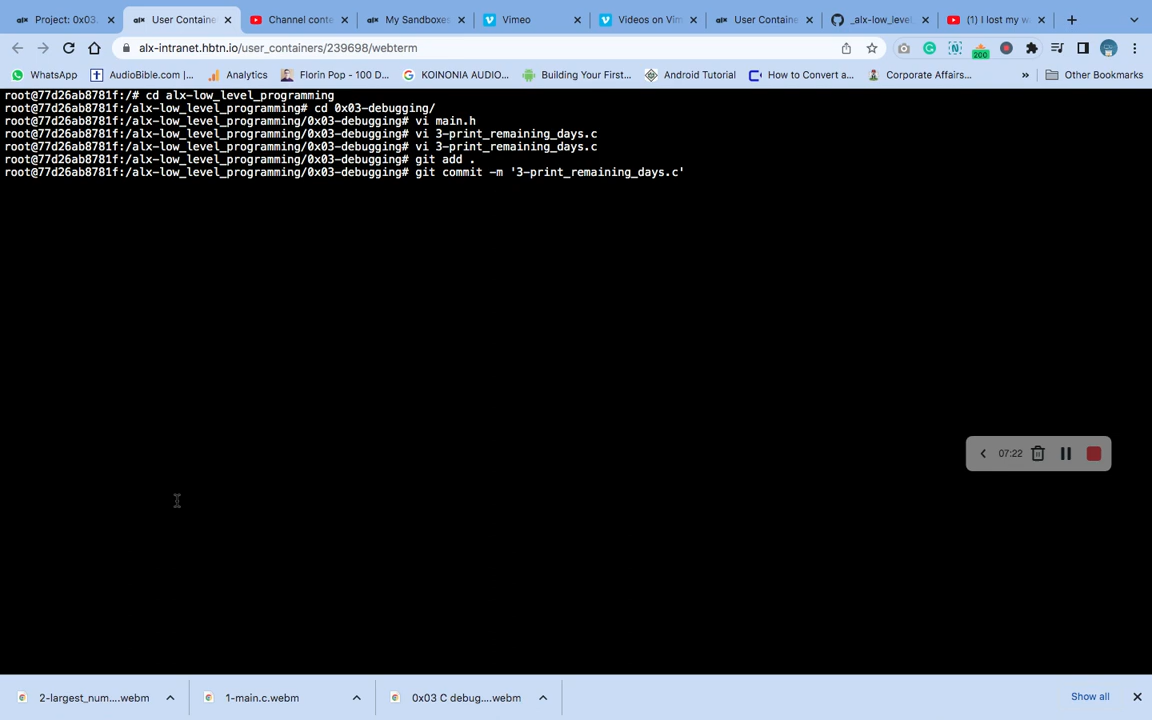 Project: 0x03
User Containe
Channel conte
My Sandboxes
Vimeo
Videos on Vim
User Containe
_alx-low_level_
(1) I lost my w
alx-intranet.hbtn.io/user_containers/239698/webterm
200
WhatsApp
AudioBible.com |...
Analytics
Florin Pop - 100 D...
KOINONIA AUDIO...
Building Your First...
Android Tutorial
How to Convert a...
Corporate Affairs...
»
Other Bookmarks
root@77d26ab8781f:/# cd alx-low_level_programming
root@77d26ab8781f:/alx-low_level_programming# cd 0x03-debugging/
root@77d26ab8781f:/alx-low_level_programming/0x03-debugging# vi main.h
root@77d26ab8781f:/alx-low_level_programming/0x03-debugging# vi 3-print_remaining_days.c
root@77d26ab8781f:/alx-low_level_programming/0x03-debugging# vi 3-print_remaining_days.c
root@77d26ab8781f:/alx-low_level_programming/0x03-debugging# git add .
root@77d26ab8781f:/alx-low_level_programming/0x03-debugging# git commit -m '3-print_remaining_days.c'
07:22
2-largest_num....webm
1-main.c.webm
0x03 C debug....webm
Show all